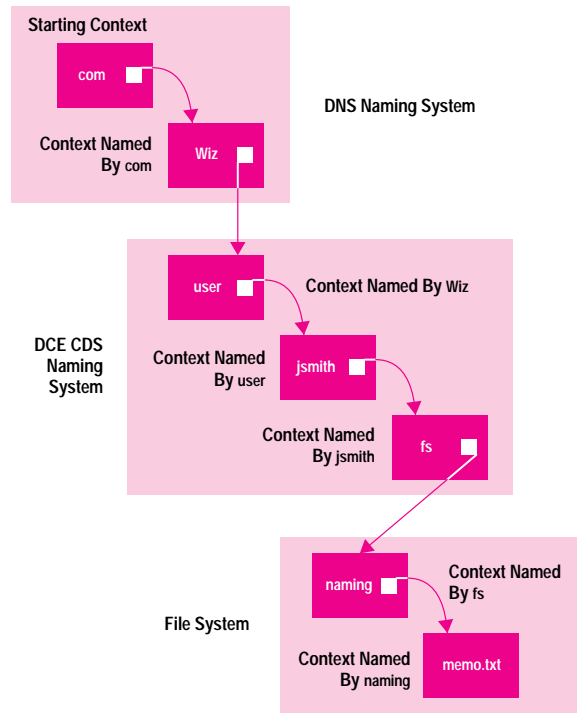 Starting Context
com
DNS Naming System
Context Named
By com
Wiz
user
Context Named By Wiz
DCE CDS
Naming
System
Context Named
By user
jsmith
Context Named
By jsmith
fs
naming
Context Named
By fs
File System
Context Named
By naming
memo.txt